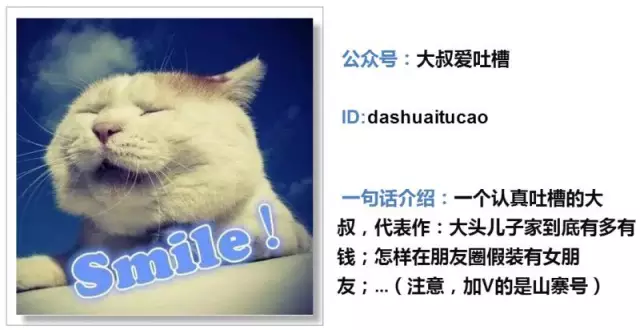 公众号：大叔爱吐槽
ID:dashuaitucao
一句话介绍：一个认真吐槽的大
叔，代表作：大头儿子家到底有多有
钱；怎样在朋友圈假装有女朋
友；...（注意，加V的是山寨号）
Smile！